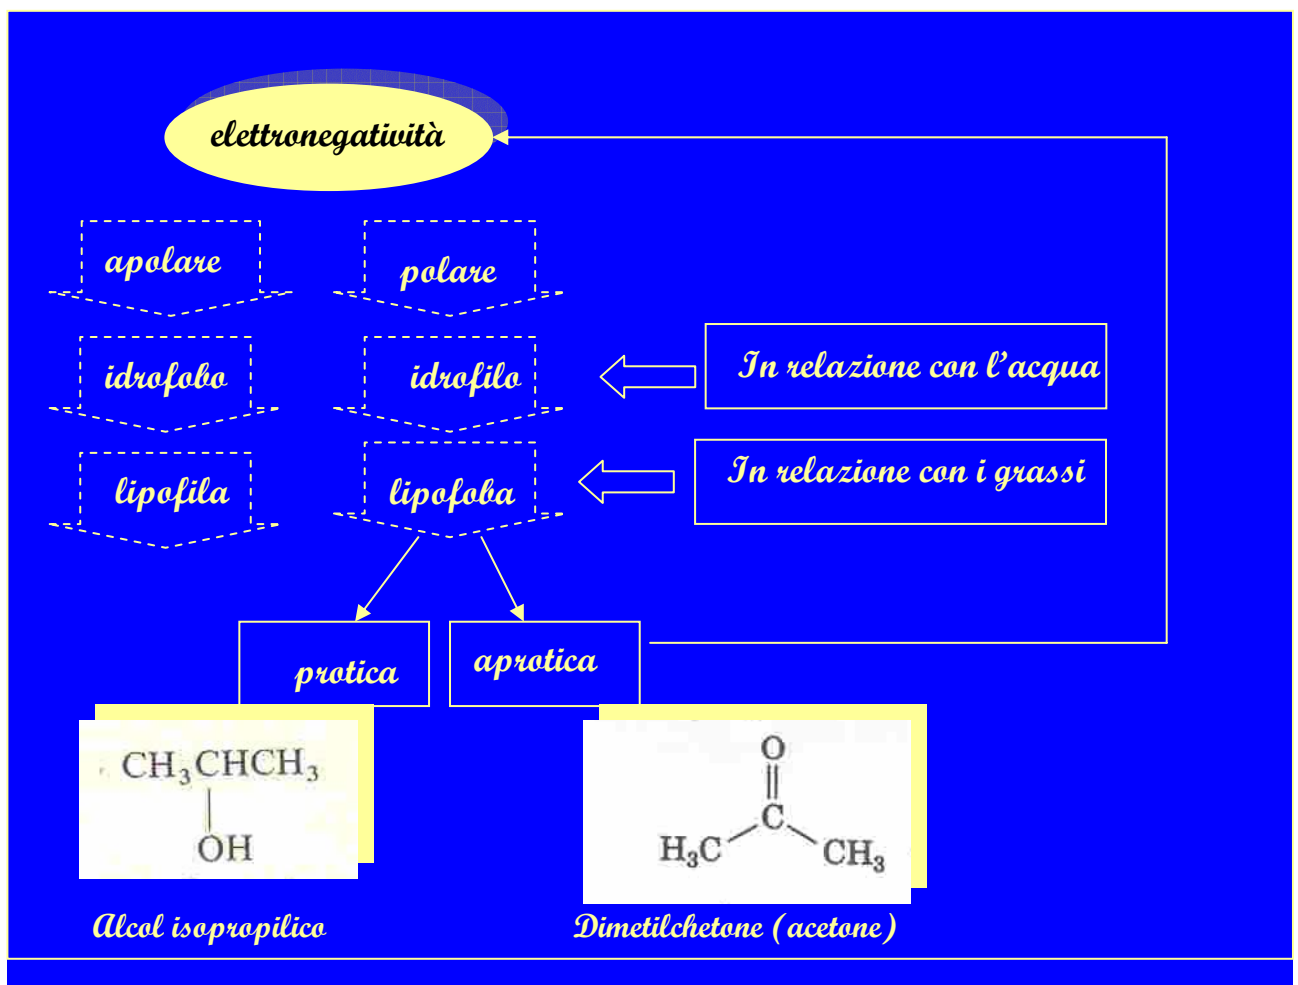 elettronegatività
apolare
polare
idrofobo
idrofilo
In relazione con l'acqua
lipofila
lipofoba
In relazione con i grassi
protica
aprotica
CH₃CHCH₃
OH
O
C
H₃C
CH₃
Alcol isopropilico
Dimetilchetone (acetone)